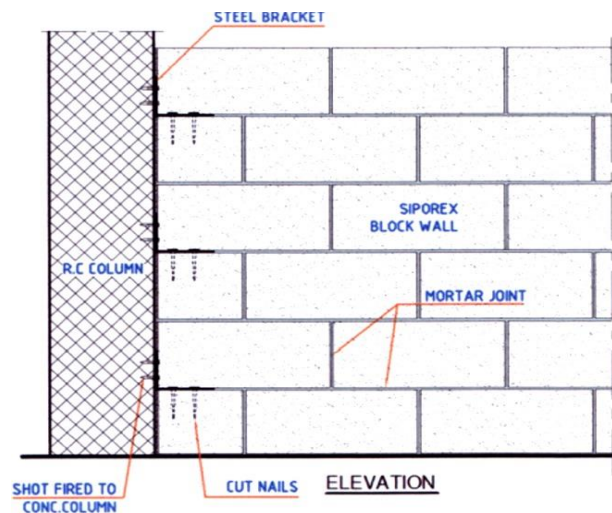 STEEL BRACKET
SIPOREX
BLOCK WALL
R.C COLUMN
MORTAR JOINT
SHOT FIRED TO
CONC.COLUMN
CUT NAILS
ELEVATION